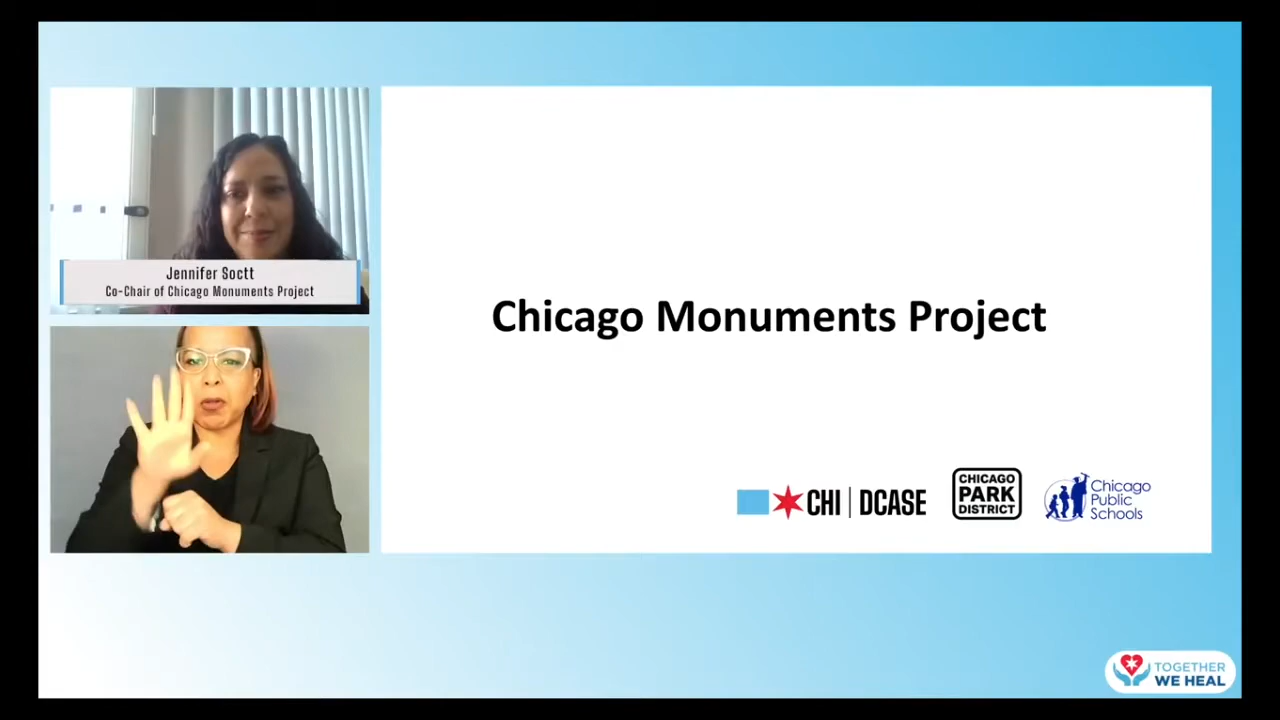 Jennifer Soctt
Co-Chair of Chicago Monuments Project
Chicago Monuments Project
CHI | DCASE
CHICAGO
PARK
DISTRICT
Chicago
Public
Schools
TOGETHER
WE HEAL